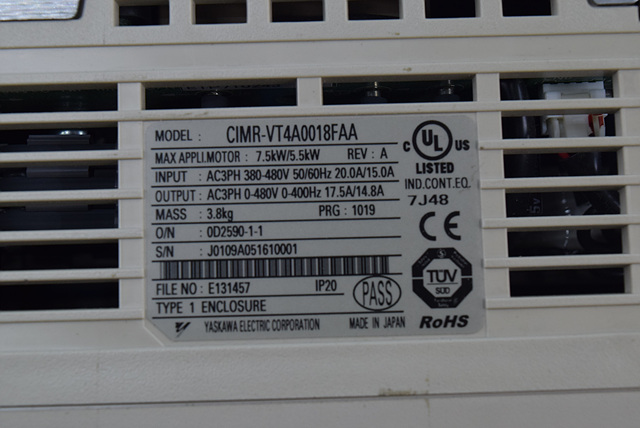 MODEL : CIMR-VT4A0018FAA
MAX APPLI.MOTOR : 7.5kW/5.5kW REV : A
INPUT : AC3PH 380-480V 50/60Hz 20.0A/15.0A
OUTPUT : AC3PH 0-480V 0-400Hz 17.5A/14.8A
MASS : 3.8kg PRG : 1019
O/N : 0D2590-1-1
S/N : J0109A051610001
FILE NO : E131457 IP20
TYPE 1 ENCLOSURE
YASKAWA ELECTRIC CORPORATION MADE IN JAPAN
PASS
C UL US
LISTED
IND.CONT.EQ.
7J48
CE
TÜV
SÜD
RoHS